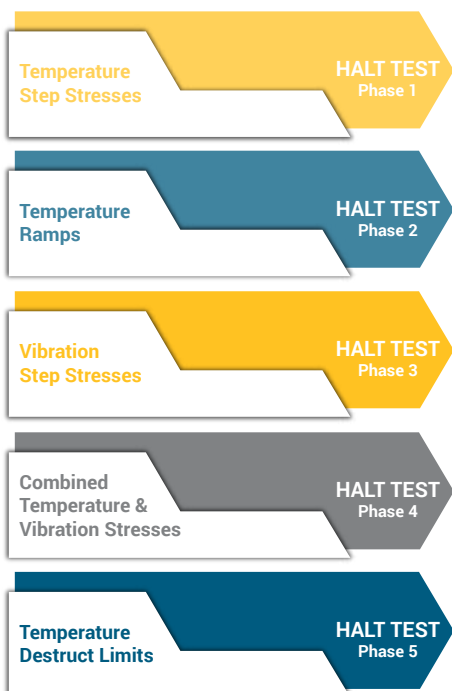 Temperature
Step Stresses
HALT TEST
Phase 1
Temperature
Ramps
HALT TEST
Phase 2
Vibration
Step Stresses
HALT TEST
Phase 3
Combined
Temperature &
Vibration Stresses
HALT TEST
Phase 4
Temperature
Destruct Limits
HALT TEST
Phase 5